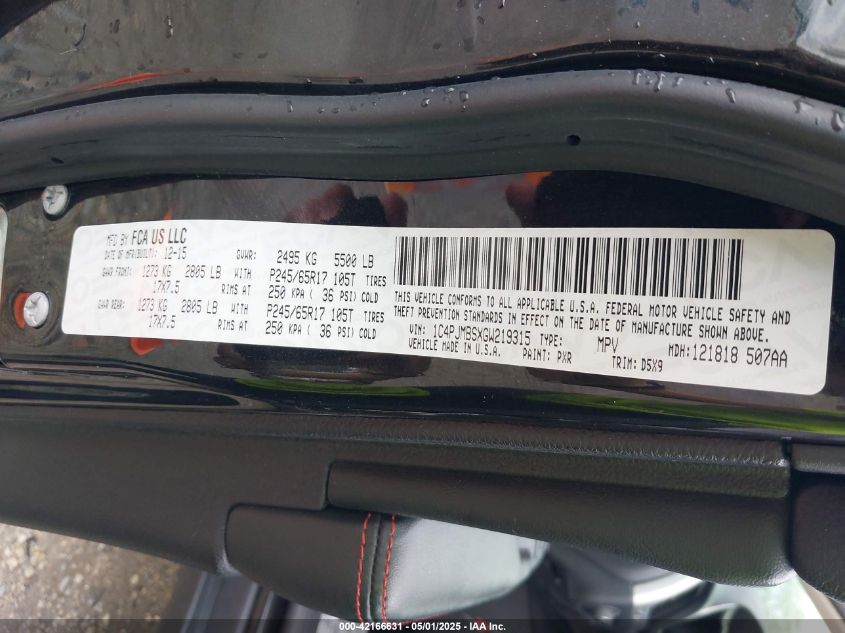 MFD BY FCA US LLC
DATE OF MFR(BUILT): 12-15 GVWR: 2495 KG 5500 LB
GAWR FRONT: 1273 KG 2805 LB WITH P245/65R17 105T TIRES
17X7.5 RIMS AT 250 KPA ( 36 PSI) COLD
GAWR REAR: 1273 KG 2805 LB WITH P245/65R17 105T TIRES
17X7.5 RIMS AT 250 KPA ( 36 PSI) COLD
THIS VEHICLE CONFORMS TO ALL APPLICABLE U.S.A. FEDERAL MOTOR VEHICLE SAFETY AND
THEFT PREVENTION STANDARDS IN EFFECT ON THE DATE OF MANUFACTURE SHOWN ABOVE.
VIN: 1C4PJMBSXGW219315 TYPE: MPV MDH: 121818 507AA
VEHICLE MADE IN U.S.A. PAINT: PXR TRIM: D5X9
000-42166631 - 05/01/2025 - IAAI.COM